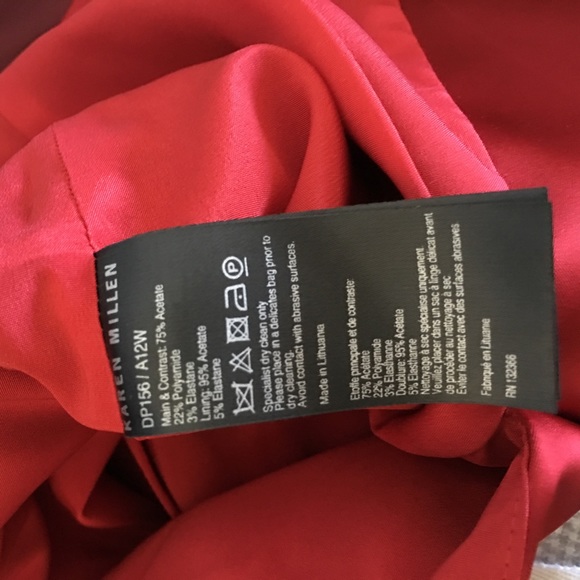 KAREN MILLEN
DP156 / A12W
Main & Contrast: 75% Acetate
22% Polyamide
3% Elastane
Lining: 95% Acetate
5% Elastane
P
Specialist dry clean only
Please place in a delicates bag prior to
dry cleaning.
Avoid contact with abrasive surfaces.
Made in Lithuania
Etoffe principale et de contraste:
75% Acetate
22% Polyamide
3% Elasthanne
Doublure: 95% Acetate
5% Elasthanne
Nettoyage à sec spécialisé uniquement
Veuillez placer dans un sac à linge délicat avant
de procéder au nettoyage à sec
Eviter le contact avec des surfaces abrasives
Fabriqué en Lituanie
RN 132366